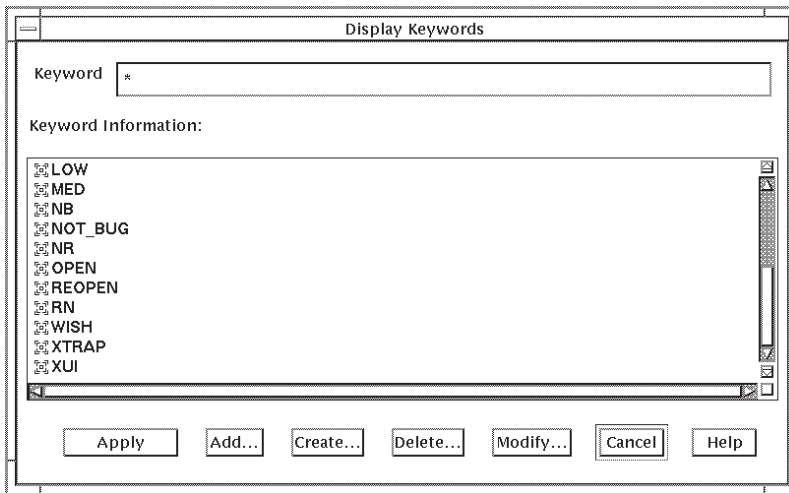 Display Keywords
Keyword *
Keyword Information:
LOW
MED
NB
NOT_BUG
NR
OPEN
REOPEN
RN
WISH
XTRAP
XUI
Apply Add... Create... Delete... Modify... Cancel Help